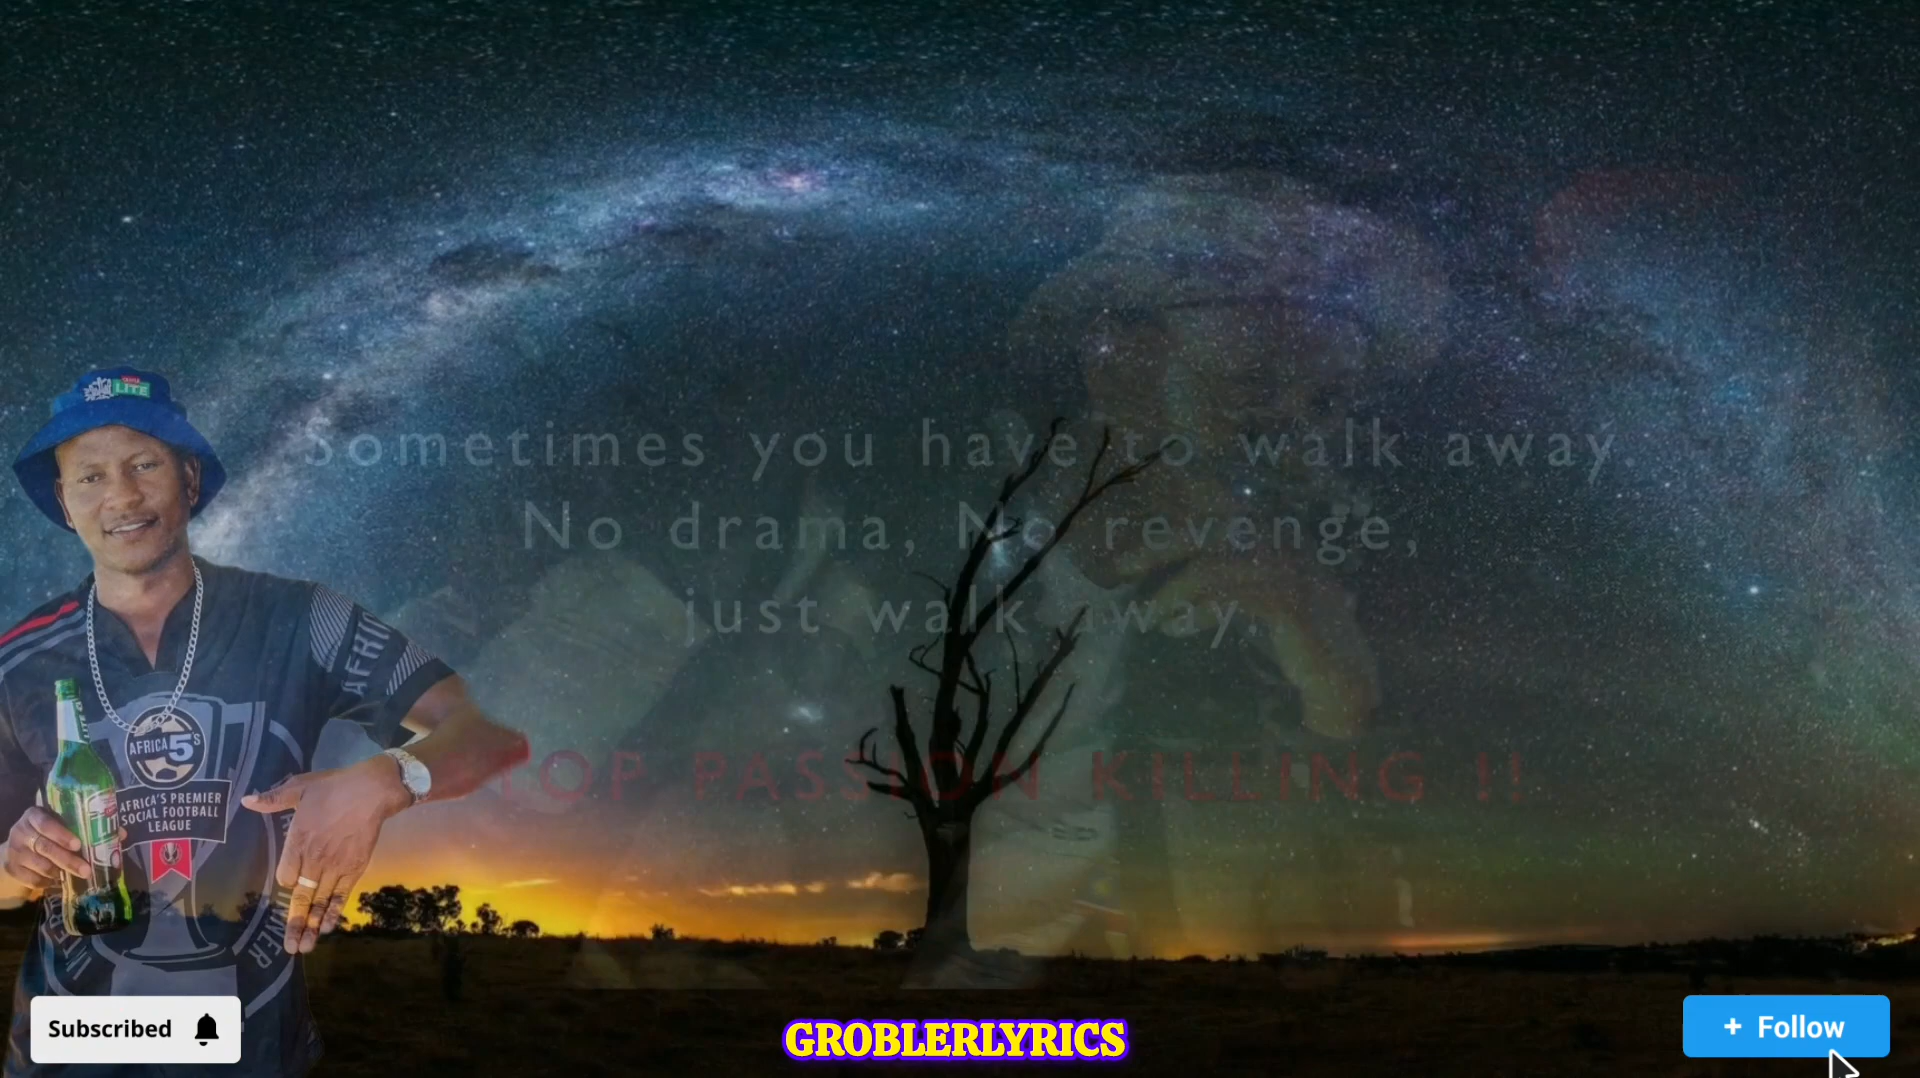 LITE
Sometimes you have to walk away.
No drama, No revenge,
just walk away.
STOP PASSION KILLING !!
AFRICA 5'S
AFRICA'S PREMIER
SOCIAL FOOTBALL
LEAGUE
Subscribed
GROBLERLYRICS
+ Follow